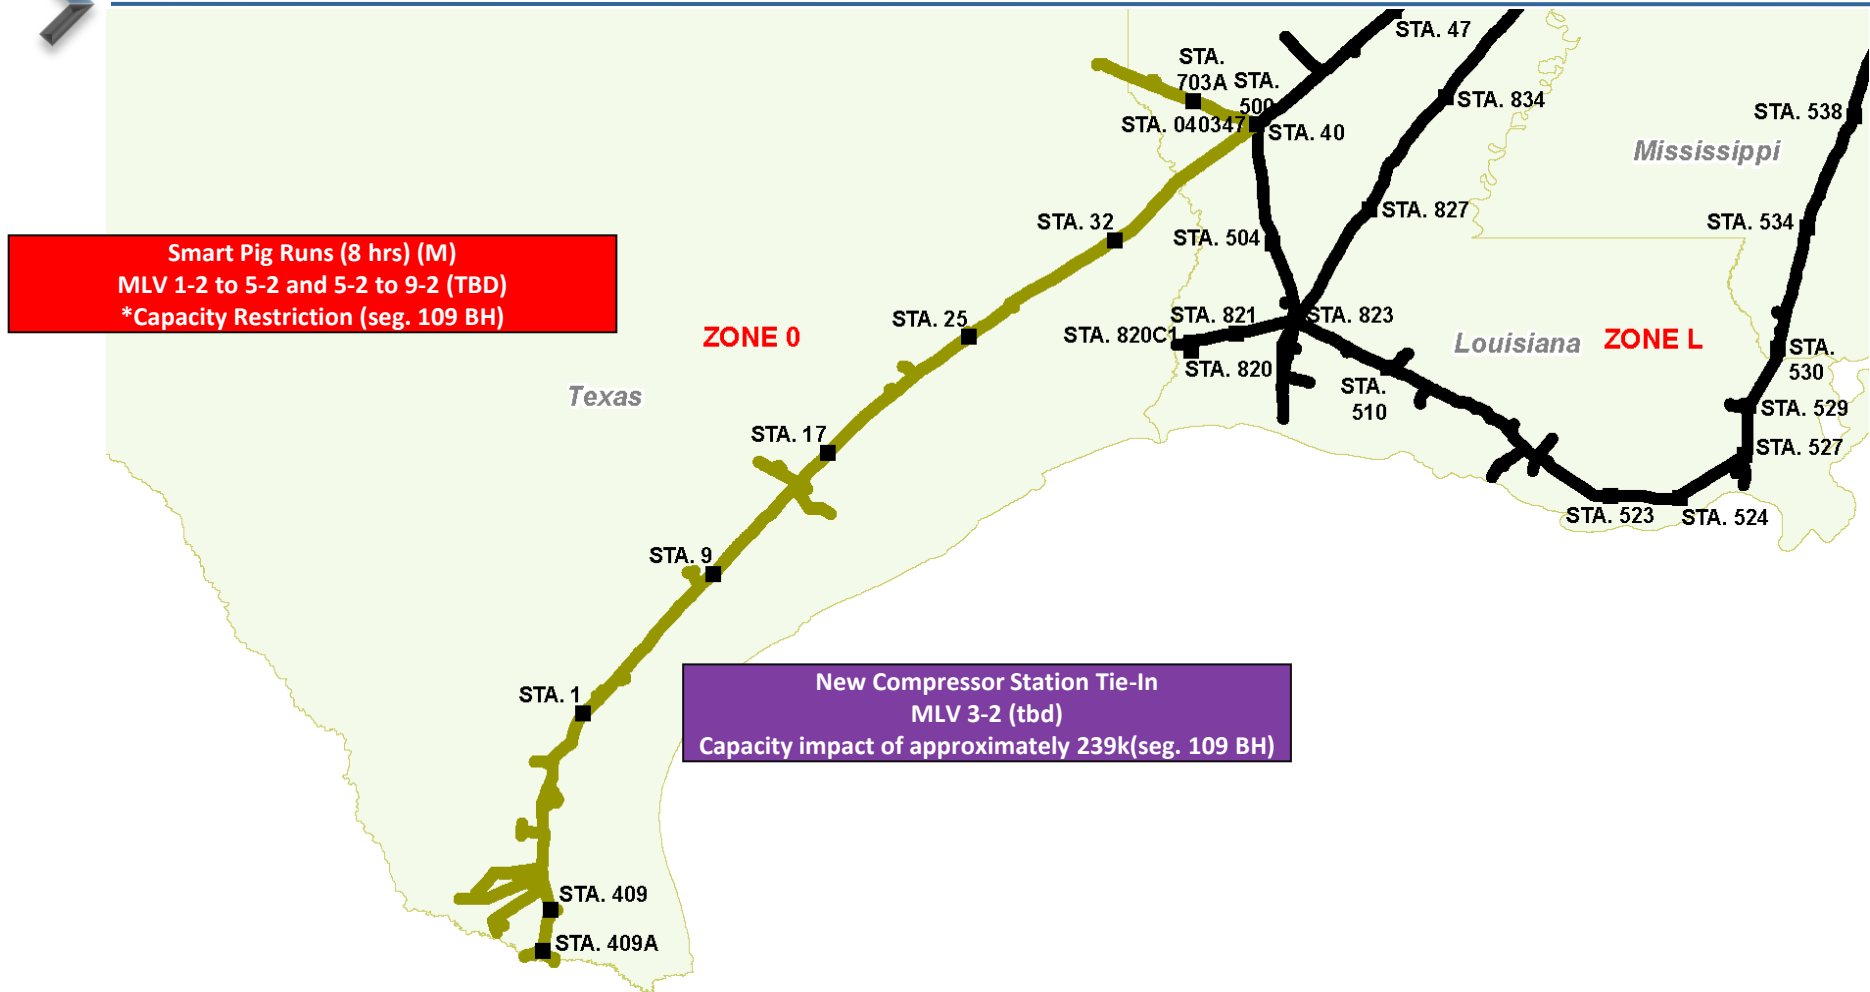 STA. 47
STA.
703A
STA.
500
STA. 040347
STA. 40
STA. 834
STA. 538
Mississippi
STA. 827
STA. 534
STA. 32
STA. 504
Smart Pig Runs (8 hrs) (M)
MLV 1-2 to 5-2 and 5-2 to 9-2 (TBD)
*Capacity Restriction (seg. 109 BH)
ZONE 0
STA. 25
STA. 821
STA. 820C1
STA. 823
STA. 820
Louisiana
ZONE L
STA.
530
STA.
510
STA. 529
Texas
STA. 17
STA. 527
STA. 523
STA. 524
STA. 9
New Compressor Station Tie-In
MLV 3-2 (tbd)
Capacity impact of approximately 239k(seg. 109 BH)
STA. 1
STA. 409
STA. 409A